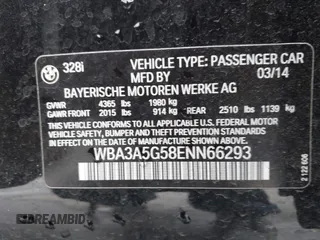 328i VEHICLE TYPE: PASSENGER CAR
MFD BY 03/14
BAYERISCHE MOTOREN WERKE AG
GVWR 4365 lbs 1980 kg
GAWR FRONT 2015 lbs 914 kg REAR 2510 lbs 1139 kg
THIS VEHICLE CONFORMS TO ALL APPLICABLE U.S. FEDERAL MOTOR
VEHICLE SAFETY, BUMPER, AND THEFT PREVENTION STANDARDS
IN EFFECT ON THE DATE OF MANUFACTURE SHOWN ABOVE.
WBA3A5G58ENN66293
2 122 606
DREAMBID